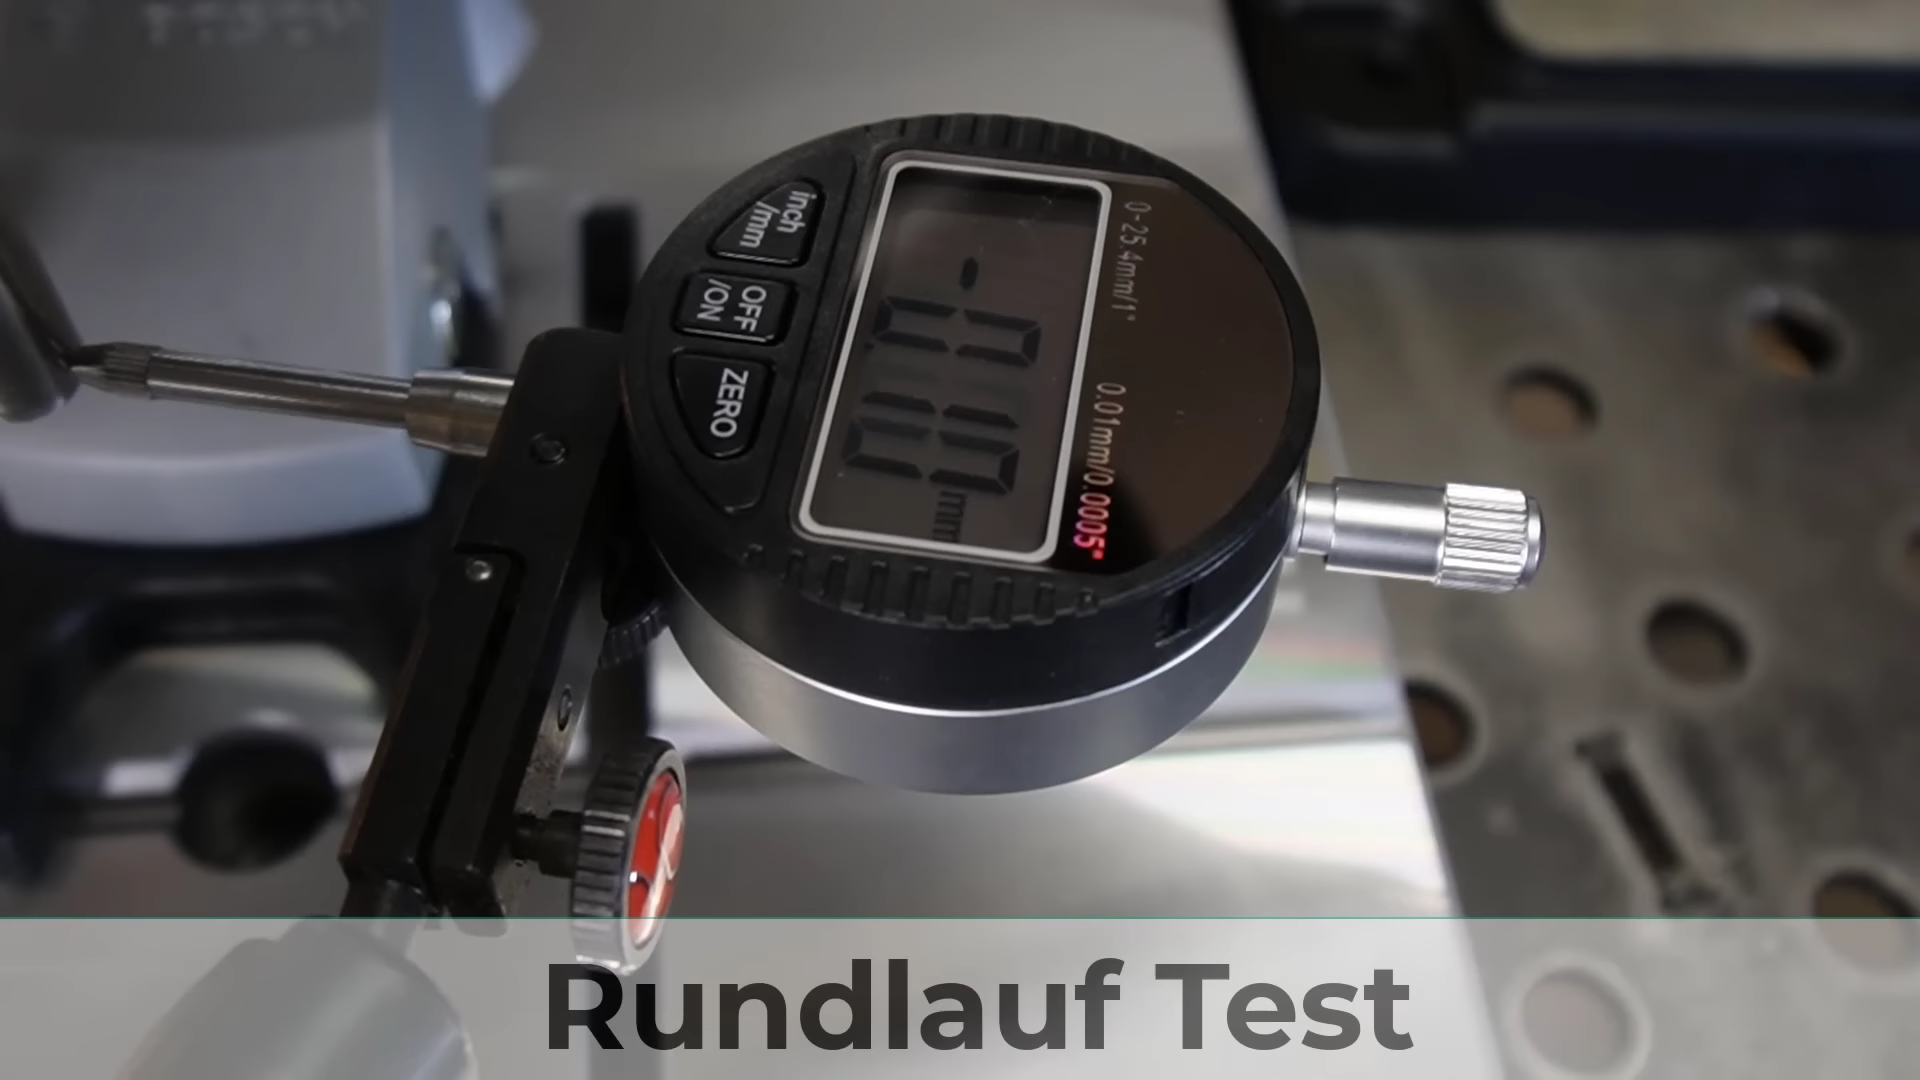 inch
/mm
OFF
/ON
ZERO
mm
0-25.4mm/1"
0.01mm/0.0005"
Rundlauf Test